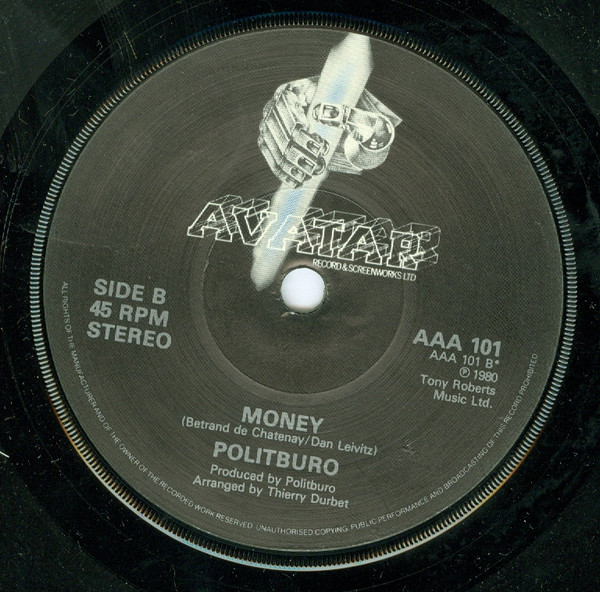 AVATAR
RECORD & SCREENWORKS LTD
SIDE B
45 RPM
STEREO
AAA 101
AAA 101 B*
Ⓟ 1980
Tony Roberts
Music Ltd.
MONEY
(Betrand de Chatenay/Dan Leivitz)
POLITBURO
Produced by Politburo
Arranged by Thierry Durbet
ALL RIGHTS OF THE MANUFACTURER AND OF THE OWNER OF THE RECORDED WORK RESERVED. UNAUTHORISED COPYING, PUBLIC PERFORMANCE AND BROADCASTING OF THIS RECORD PROHIBITED